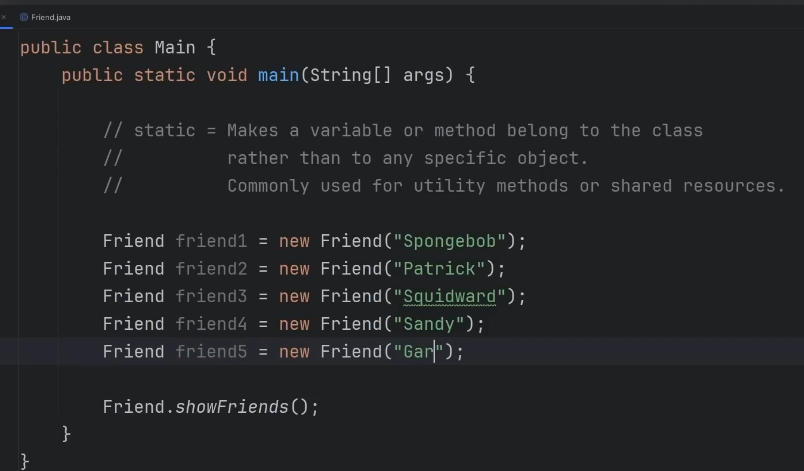 Friend.java
public class Main {
    public static void main(String[] args) {
        // static = Makes a variable or method belong to the class
        //          rather than to any specific object.
        //          Commonly used for utility methods or shared resources.
        Friend friend1 = new Friend("Spongebob");
        Friend friend2 = new Friend("Patrick");
        Friend friend3 = new Friend("Squidward");
        Friend friend4 = new Friend("Sandy");
        Friend friend5 = new Friend("Gar");
        Friend.showFriends();
    }
}